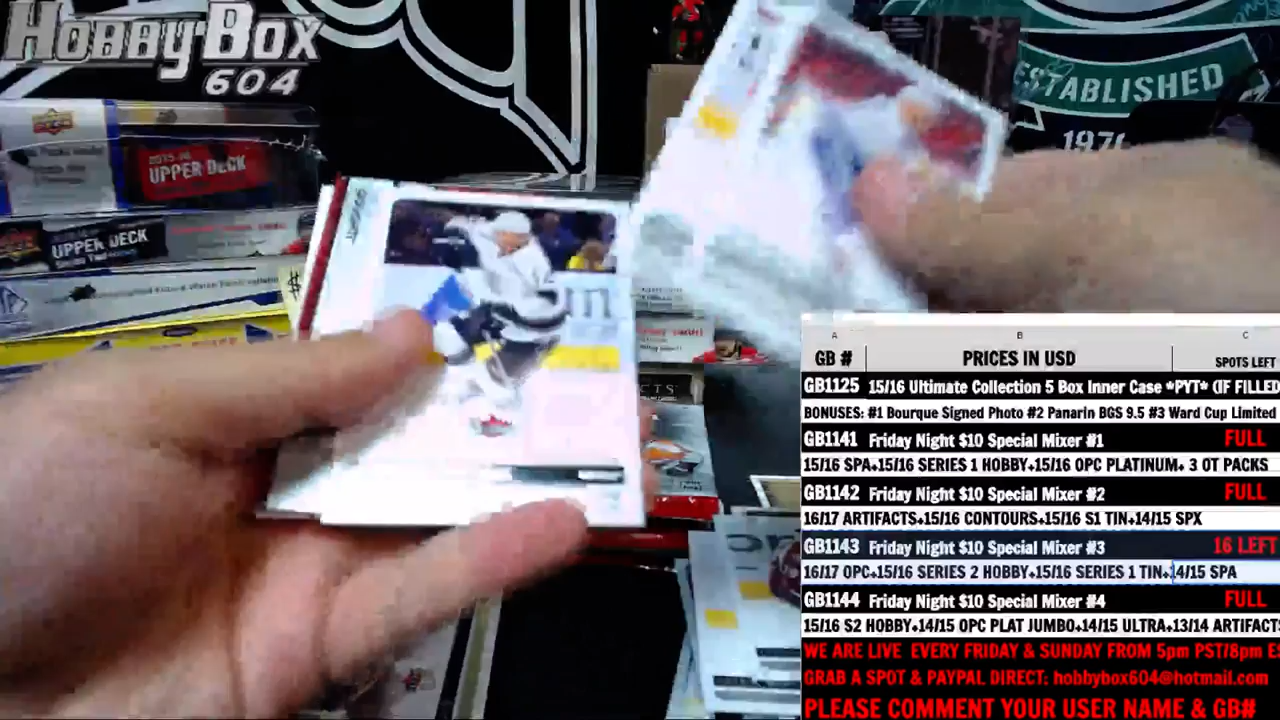 HobbyBox
604
ESTABLISHED
UPPER DECK
UPPER DECK
A B C
GB # PRICES IN USD SPOTS LEFT
GB1125 15/16 Ultimate Collection 5 Box Inner Case *PYT* (IF FILLED
BONUSES: #1 Bourque Signed Photo #2 Panarin BGS 9.5 #3 Ward Cup Limited
GB1141 Friday Night $10 Special Mixer #1 FULL
15/16 SPA+15/16 SERIES 1 HOBBY+15/16 OPC PLATINUM+ 3 OT PACKS
GB1142 Friday Night $10 Special Mixer #2 FULL
16/17 ARTIFACTS+15/16 CONTOURS+15/16 S1 TIN+14/15 SPX
GB1143 Friday Night $10 Special Mixer #3 16 LEFT
16/17 OPC+15/16 SERIES 2 HOBBY+15/16 SERIES 1 TIN+14/15 SPA
GB1144 Friday Night $10 Special Mixer #4 FULL
15/16 S2 HOBBY+14/15 OPC PLAT JUMBO+14/15 ULTRA+13/14 ARTIFACTS
WE ARE LIVE EVERY FRIDAY & SUNDAY FROM 5pm PST/8pm ES
GRAB A SPOT & PAYPAL DIRECT: hobbybox604@hotmail.com
PLEASE COMMENT YOUR USER NAME & GB#